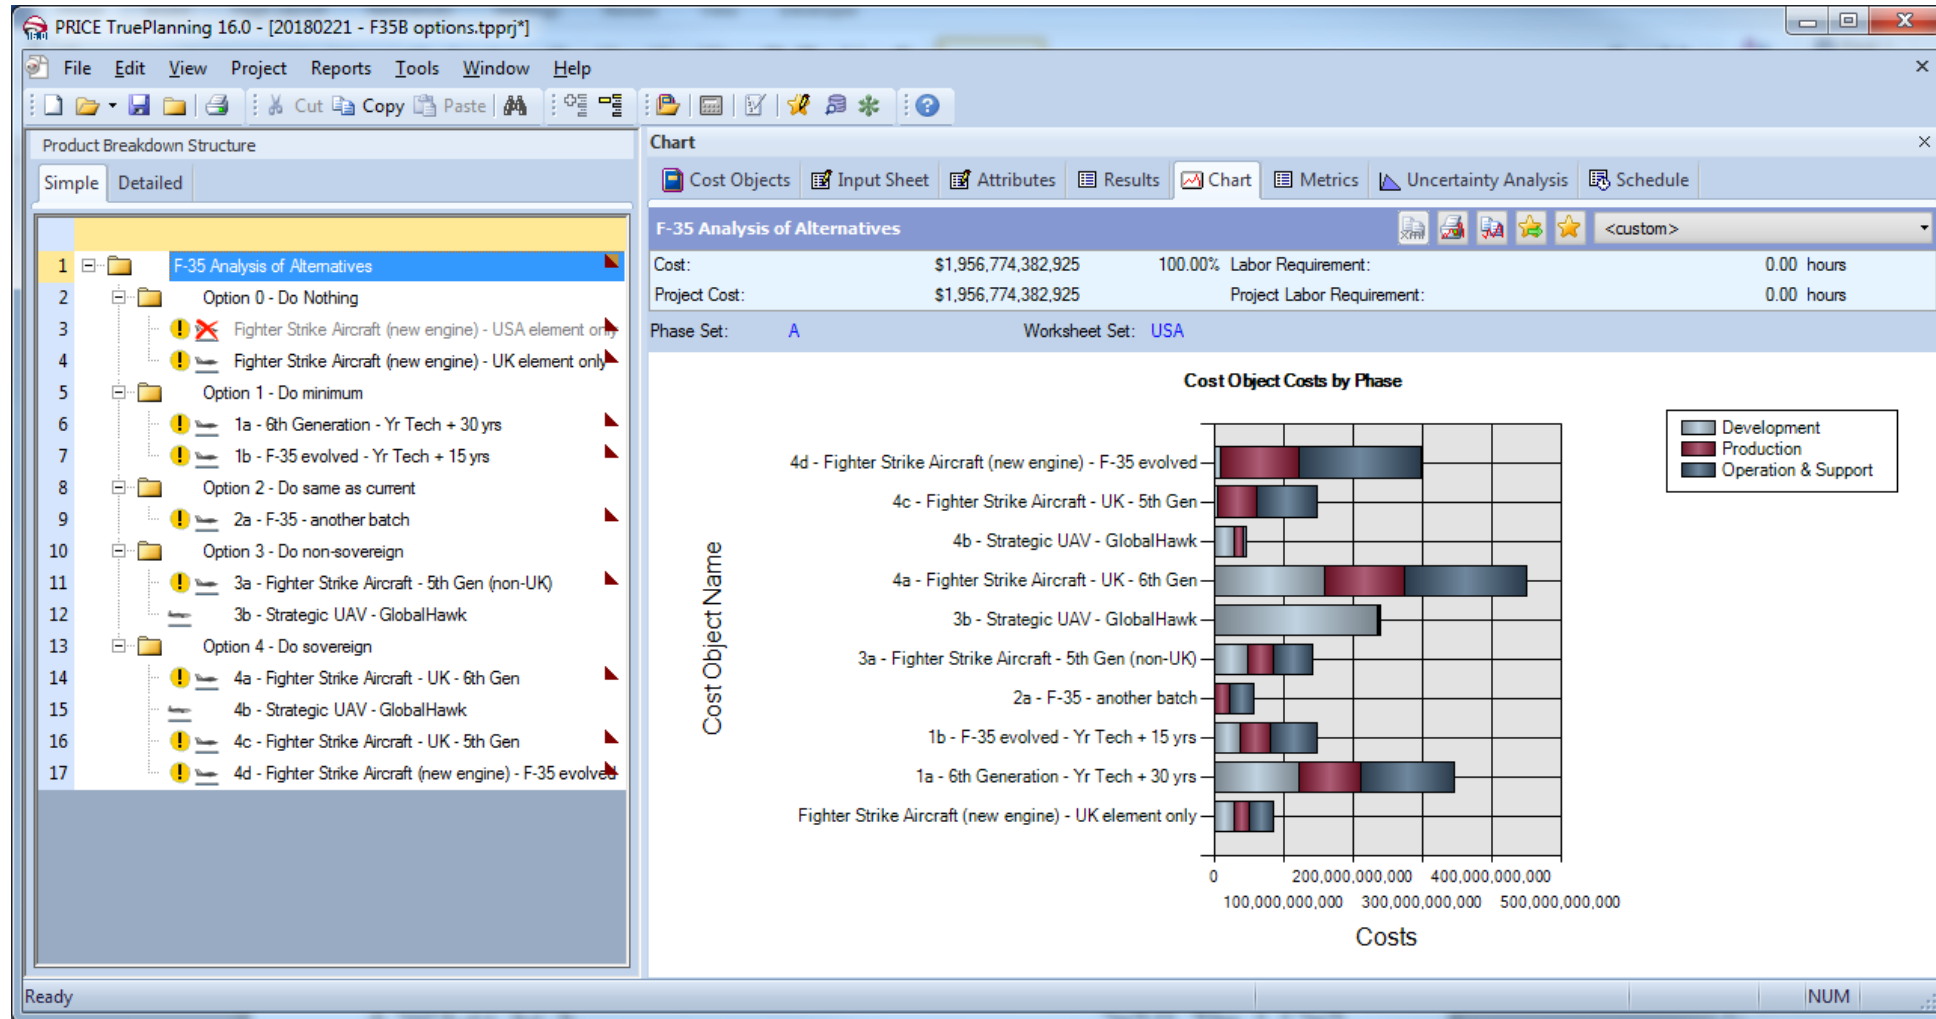 PRICE TruePlanning 16.0 - [20180221 - F35B options.tpprj*]
File Edit View Project Reports Tools Window Help
Cut Copy Paste
Product Breakdown Structure
Simple Detailed
1 F-35 Analysis of Alternatives
2 Option 0 - Do Nothing
3 Fighter Strike Aircraft (new engine) - USA element only
4 Fighter Strike Aircraft (new engine) - UK element only
5 Option 1 - Do minimum
6 1a - 6th Generation - Yr Tech + 30 yrs
7 1b - F-35 evolved - Yr Tech + 15 yrs
8 Option 2 - Do same as current
9 2a - F-35 - another batch
10 Option 3 - Do non-sovereign
11 3a - Fighter Strike Aircraft - 5th Gen (non-UK)
12 3b - Strategic UAV - GlobalHawk
13 Option 4 - Do sovereign
14 4a - Fighter Strike Aircraft - UK - 6th Gen
15 4b - Strategic UAV - GlobalHawk
16 4c - Fighter Strike Aircraft - UK - 5th Gen
17 4d - Fighter Strike Aircraft (new engine) - F-35 evolved
Chart
Cost Objects Input Sheet Attributes Results Chart Metrics Uncertainty Analysis Schedule
F-35 Analysis of Alternatives <custom>
Cost: $1,956,774,382,925 100.00% Labor Requirement: 0.00 hours
Project Cost: $1,956,774,382,925 Project Labor Requirement: 0.00 hours
Phase Set: A Worksheet Set: USA
Cost Object Costs by Phase
Development
Production
Operation & Support
Cost Object Name
4d - Fighter Strike Aircraft (new engine) - F-35 evolved
4c - Fighter Strike Aircraft - UK - 5th Gen
4b - Strategic UAV - GlobalHawk
4a - Fighter Strike Aircraft - UK - 6th Gen
3b - Strategic UAV - GlobalHawk
3a - Fighter Strike Aircraft - 5th Gen (non-UK)
2a - F-35 - another batch
1b - F-35 evolved - Yr Tech + 15 yrs
1a - 6th Generation - Yr Tech + 30 yrs
Fighter Strike Aircraft (new engine) - UK element only
0 200,000,000,000 400,000,000,000
100,000,000,000 300,000,000,000 500,000,000,000
Costs
Ready NUM